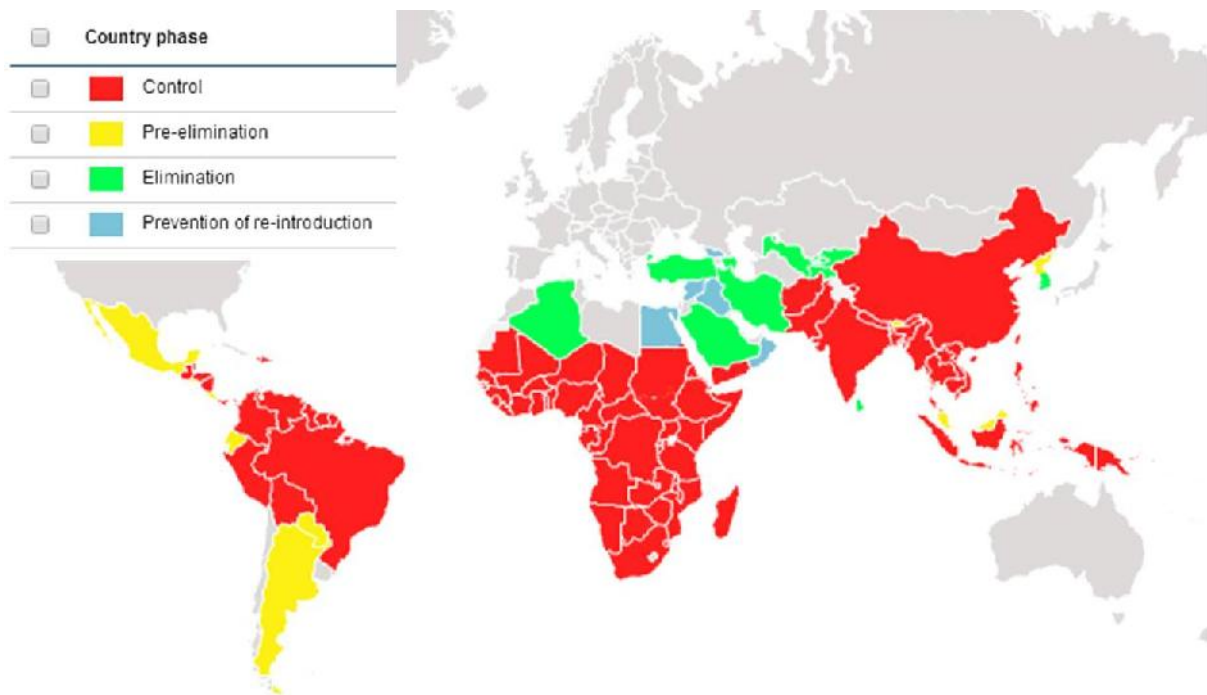 Country phase
Control
Pre-elimination
Elimination
Prevention of re-introduction